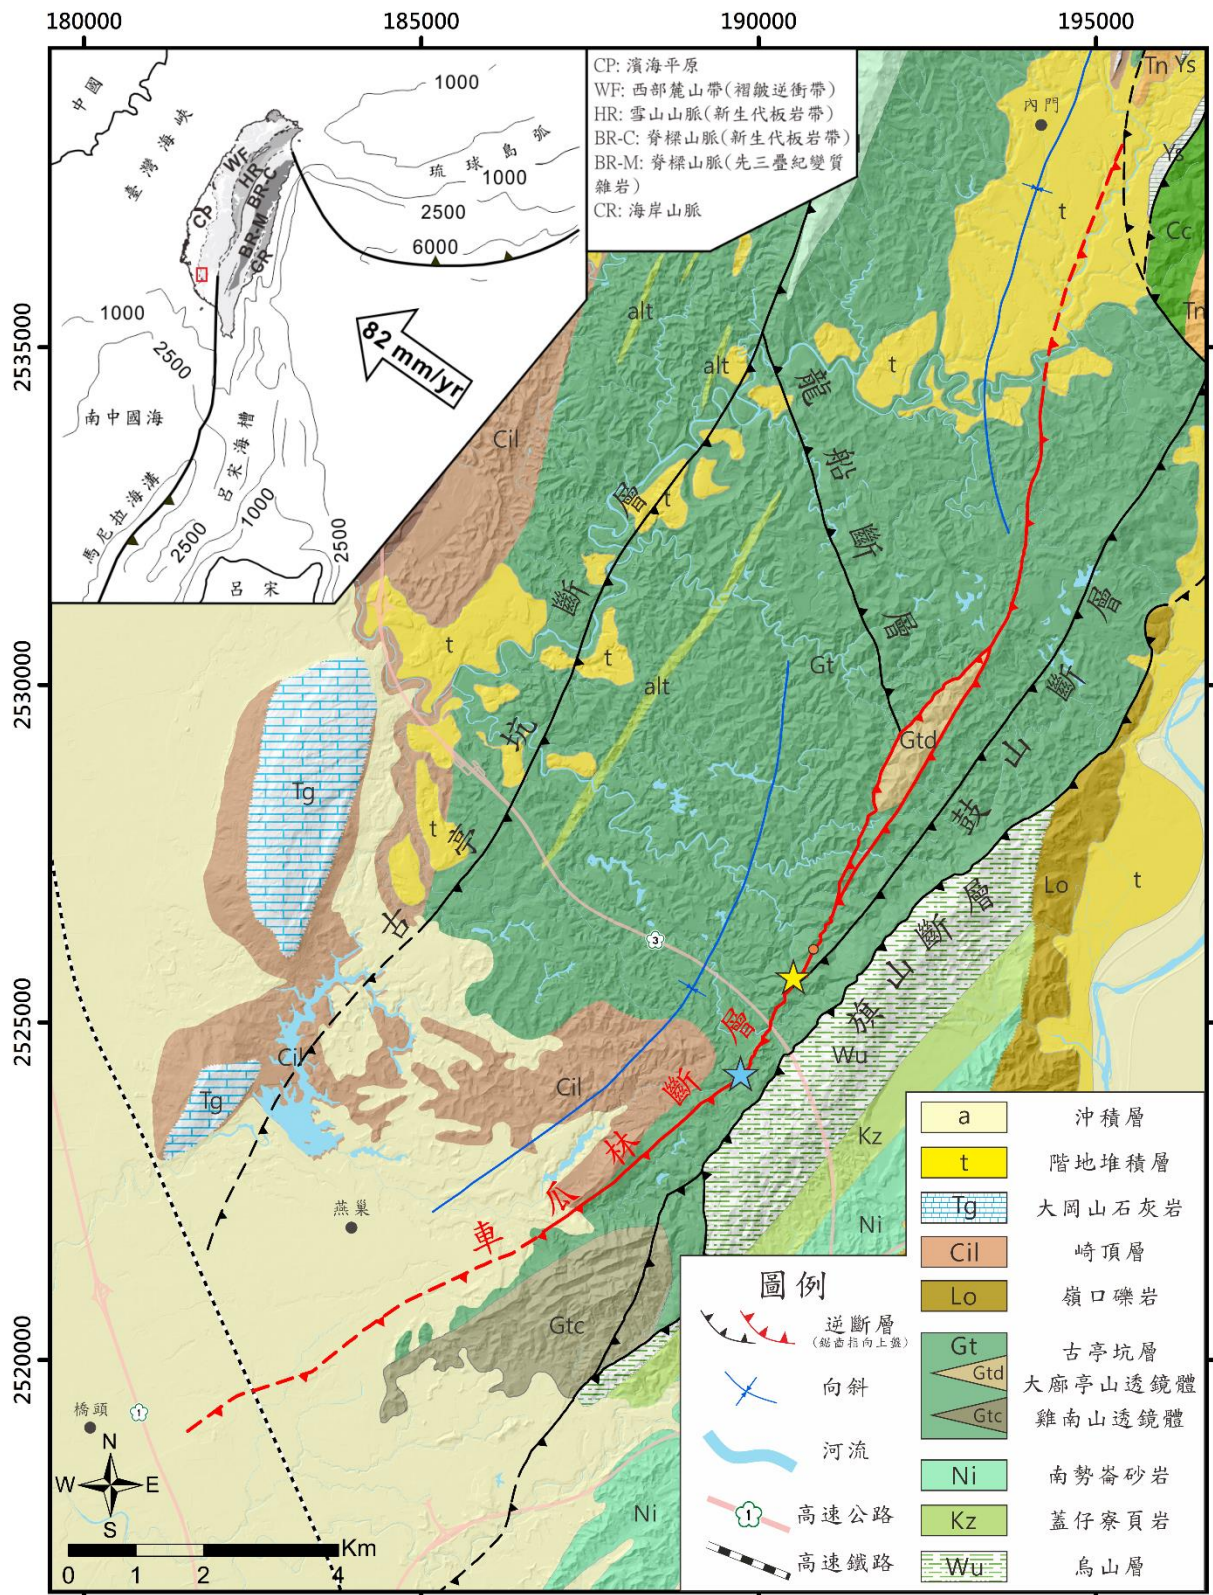 180000
185000
190000
195000
中國
臺灣海峽
琉球島弧
1000
1000
2500
6000
WF
HR
BR-C
CP
BR-M
CR
1000
2500
82 mm/yr
南中國海
呂宋海槽
馬尼拉海溝
2500
1000
2500
呂宋
CP: 濱海平原
WF: 西部麓山帶(褶皺逆衝帶)
HR: 雪山山脈(新生代板岩帶)
BR-C: 脊樑山脈(新生代板岩帶)
BR-M: 脊樑山脈(先三疊紀變質
雜岩)
CR: 海岸山脈
Tn
Ys
內門
Ys
t
Cc
Tn
alt
alt
t
Cil
t
龍船斷層
古亭坑斷層
t
t
alt
Gt
Gtd
鼓山斷層
Tg
t
Lo
t
3
旗山斷層
Wu
Cil
Tg
Cil
Kz
Ni
車瓜林斷層
燕巢
Gtc
橋頭
1
Ni
2535000
2530000
2525000
2520000
N
W
E
S
Km
0
1
2
4
圖例
逆斷層
(鋸齒指向上盤)
向斜
河流
1
高速公路
高速鐵路
a 沖積層
t 階地堆積層
Tg 大岡山石灰岩
Cil 崎頂層
Lo 嶺口礫岩
Gt 古亭坑層
Gtd 大廍亭山透鏡體
Gtc 雞南山透鏡體
Ni 南勢崙砂岩
Kz 蓋仔寮頁岩
Wu 烏山層